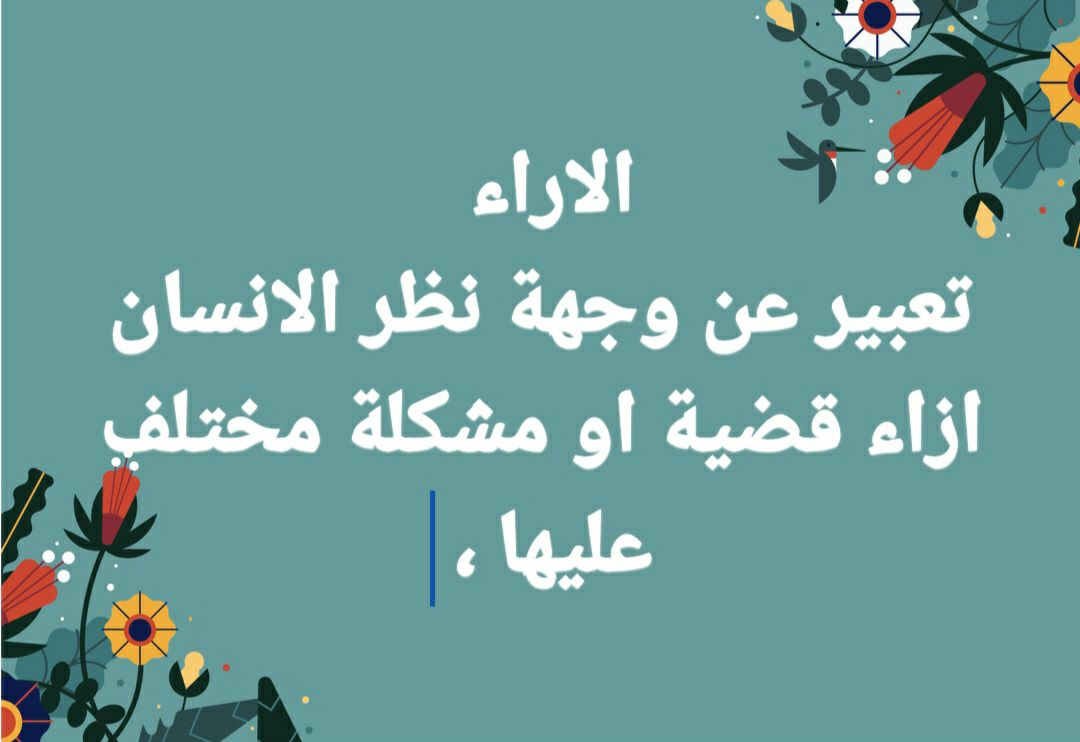 الاراء
تعبير عن وجهة نظر الانسان
ازاء قضية او مشكلة مختلف
عليها ،